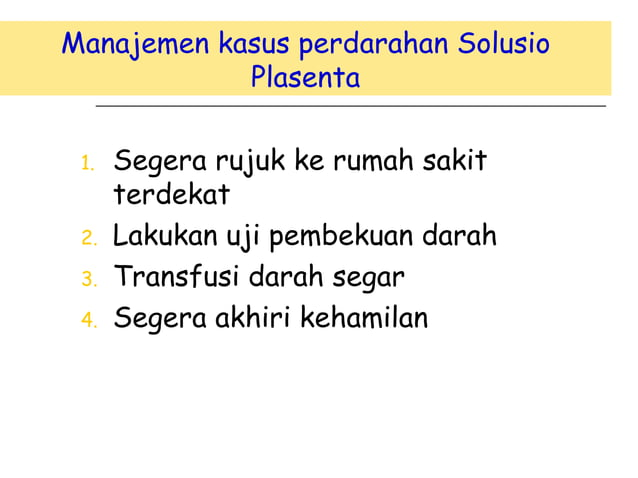 Manajemen kasus perdarahan Solusio
Plasenta
1. Segera rujuk ke rumah sakit
terdekat
2. Lakukan uji pembekuan darah
3. Transfusi darah segar
4. Segera akhiri kehamilan